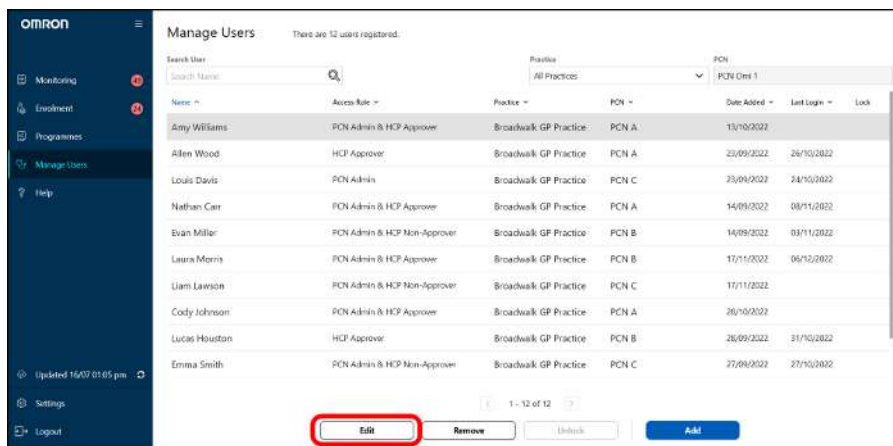 OMRON
Monitoring 43
Enrolment 24
Programmes
Manage Users
Help
Updated 16/07 01:05 pm
Settings
Logout
Manage Users There are 12 users registered.
Search User Practice PCN
Search Name All Practices PCN Omi 1
Name Access Role Practice PCN Date Added Last Login Lock
Amy Williams PCN Admin & HCP Approver Broadwalk GP Practice PCN A 13/10/2022
Allen Wood HCP Approver Broadwalk GP Practice PCN A 23/09/2022 26/10/2022
Louis Davis PCN Admin Broadwalk GP Practice PCN C 23/09/2022 24/10/2022
Nathan Carr PCN Admin & HCP Approver Broadwalk GP Practice PCN A 14/09/2022 08/11/2022
Evan Miller PCN Admin & HCP Non-Approver Broadwalk GP Practice PCN B 14/09/2022 03/11/2022
Laura Morris PCN Admin & HCP Approver Broadwalk GP Practice PCN B 17/11/2022 06/12/2022
Liam Lawson PCN Admin & HCP Non-Approver Broadwalk GP Practice PCN C 17/11/2022
Cody Johnson PCN Admin & HCP Approver Broadwalk GP Practice PCN A 28/10/2022
Lucas Houston HCP Approver Broadwalk GP Practice PCN B 28/09/2022 31/10/2022
Emma Smith PCN Admin & HCP Non-Approver Broadwalk GP Practice PCN C 27/09/2022 27/10/2022
1 - 12 of 12
Edit Remove Unlock Add